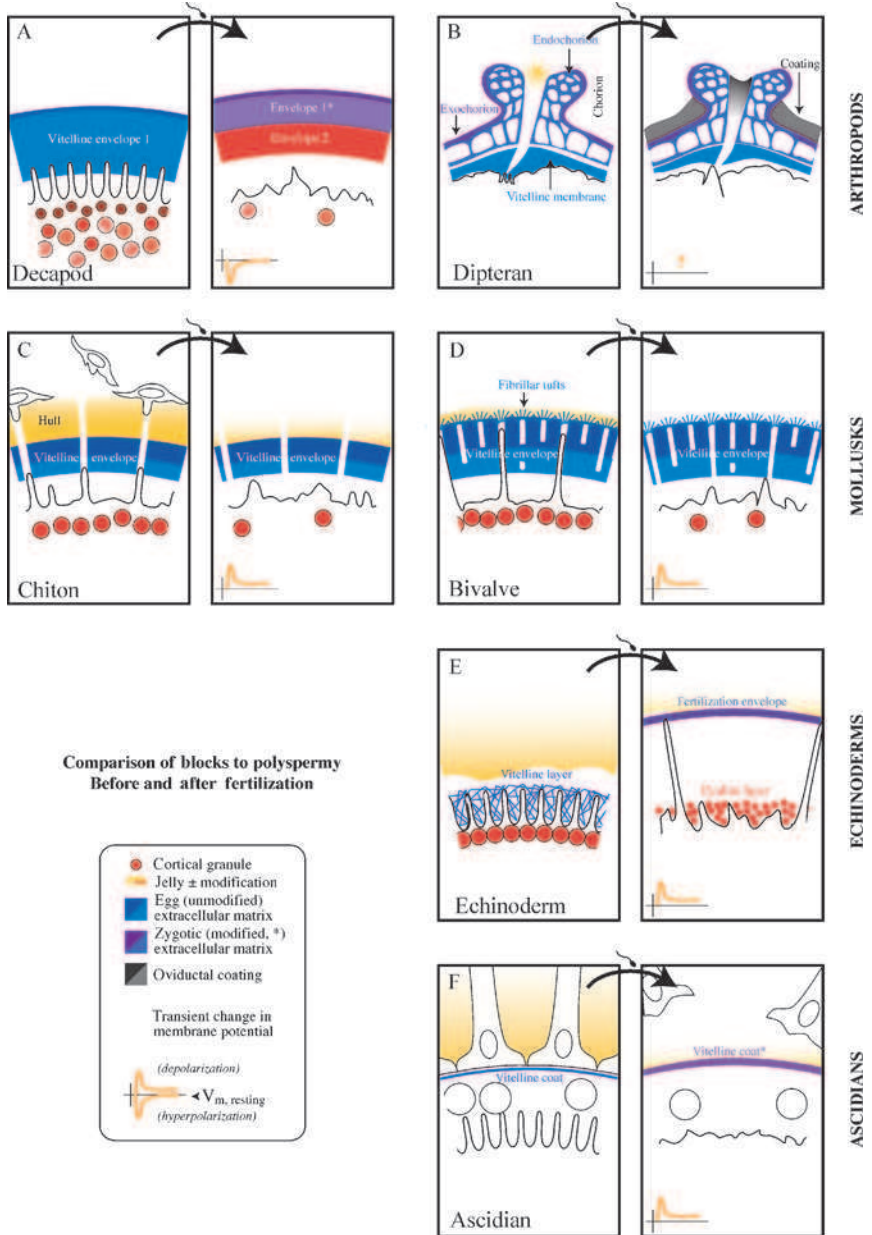 A
Vitelline envelope 1
Decapod
Envelope 1*
Envelope 2
B
Endochorion
Exochorion
Chorion
Vitelline membrane
Dipteran
Coating
ARTHROPODS
C
Hull
Vitelline envelope
Chiton
Vitelline envelope
D
Fibrillar tufts
Vitelline envelope
Bivalve
Vitelline envelope
MOLLUSKS
Comparison of blocks to polyspermy
Before and after fertilization
E
Vitelline layer
Echinoderm
Fertilization envelope
layer
ECHINODERMS
Cortical granule
Jelly ± modification
Egg (unmodified)
extracellular matrix
Zygotic (modified, *)
extracellular matrix
Oviductal coating
Transient change in
membrane potential
(depolarization)
Vm, resting
(hyperpolarization)
F
Vitelline coat
Ascidian
Vitelline coat*
ASCIDIANS